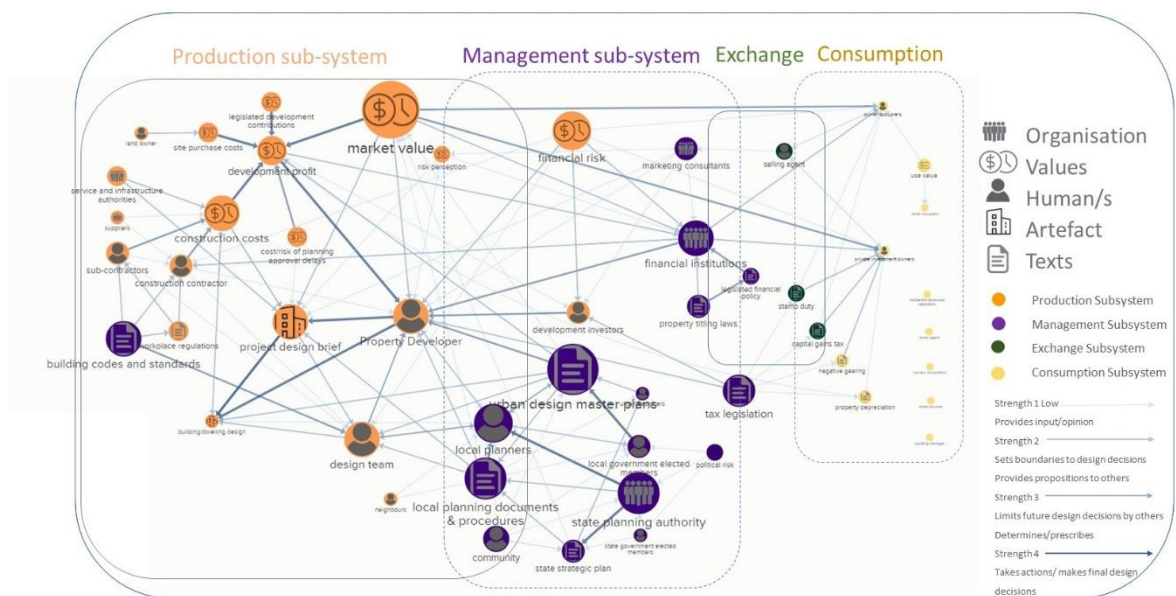 Production sub-system
Management sub-system
Exchange
Consumption
legislated development
contributions
land owner
site purchase costs
development profit
market value
risk perception
financial risk
marketing consultants
selling agent
owner occupiers
use value
service and infrastructure
authorities
suppliers
construction costs
cost/risk of planning
approval delays
sub-contractors
construction contractor
financial institutions
private investment owners
legislated financial
policy
stamp duty
property titling laws
workplace regulations
building codes and standards
project design brief
Property Developer
development investors
capital gains tax
negative gearing
property depreciation
urban design master plans
tax legislation
building dwelling design
design team
local planners
local government elected
members
political risk
local planning documents
& procedures
state planning authority
neighbours
community
state strategic plan
state government elected
members
Organisation
Values
Human/s
Artefact
Texts
Production Subsystem
Management Subsystem
Exchange Subsystem
Consumption Subsystem
Strength 1 Low
Provides input/opinion
Strength 2
Sets boundaries to design decisions
Provides propositions to others
Strength 3
Limits future design decisions by others
Determines/prescribes
Strength 4
Takes actions/ makes final design
decisions